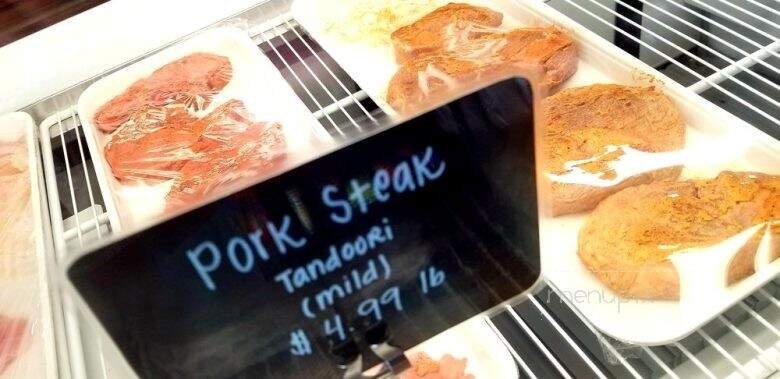 Pork Steak
Tandoori
(mild)
$ 4.99 lb